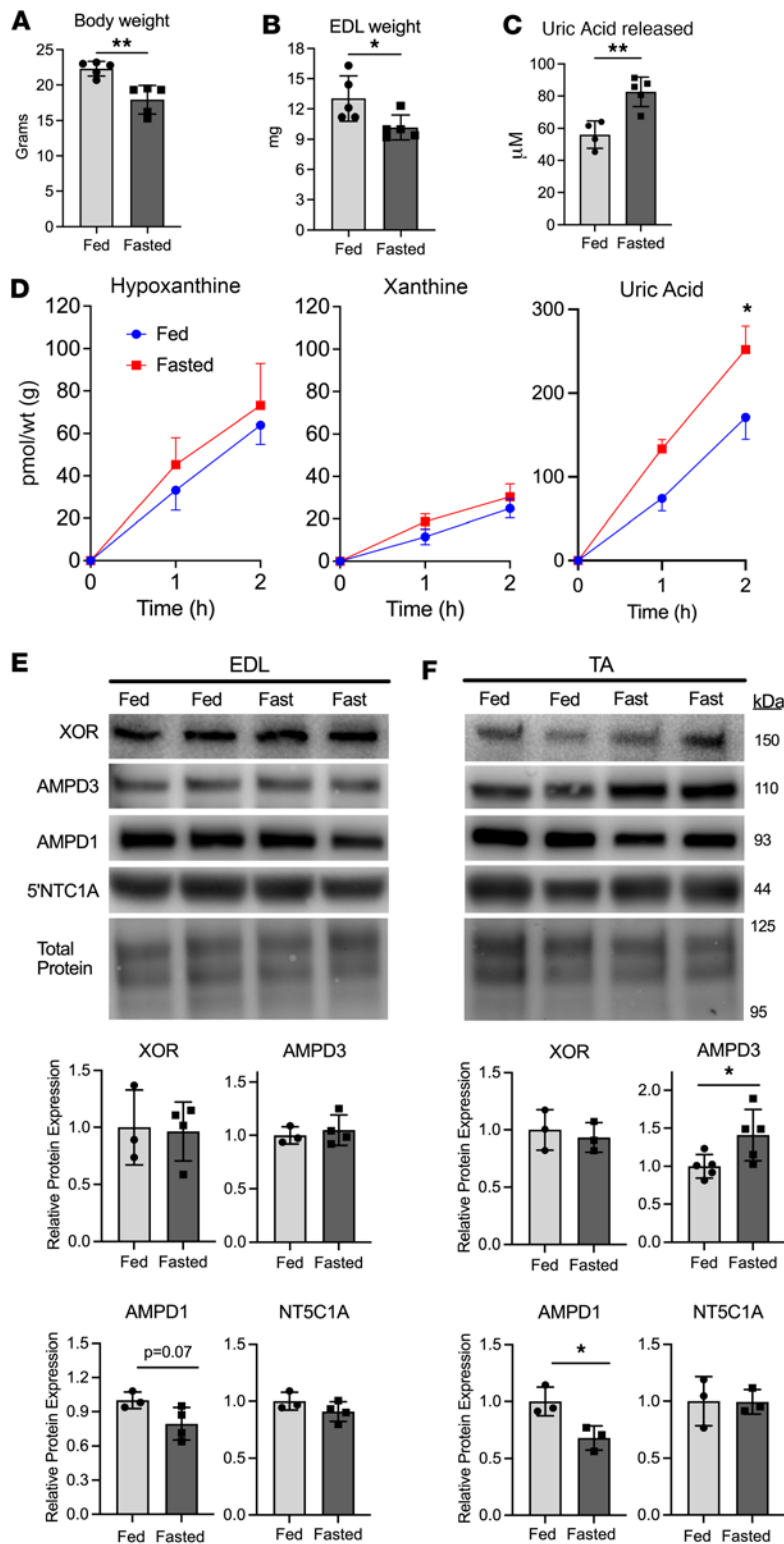 A
Body weight
**
25
20
15
10
5
0
Grams
Fed
Fasted
B
EDL weight
*
18
15
12
9
6
3
0
mg
Fed
Fasted
C
Uric Acid released
**
100
80
60
40
20
0
μM
Fed
Fasted
D
Hypoxanthine
Xanthine
Uric Acid
Fed
Fasted
pmol/wt (g)
120
100
80
60
40
20
0
0 1 2
Time (h)
120
100
80
60
40
20
0
0 1 2
Time (h)
300
200
100
0
*
0 1 2
Time (h)
E
EDL
Fed Fed Fast Fast
XOR
AMPD3
AMPD1
5'NTC1A
Total
Protein
F
TA
Fed Fed Fast Fast
kDa
150
110
93
44
125
95
XOR
Relative Protein Expression
1.5
1.0
0.5
0.0
Fed
Fasted
AMPD3
1.5
1.0
0.5
0.0
Fed
Fasted
XOR
Relative Protein Expression
1.5
1.0
0.5
0.0
Fed
Fasted
AMPD3
*
2.0
1.5
1.0
0.5
0.0
Fed
Fasted
AMPD1
p=0.07
Relative Protein Expression
1.5
1.2
0.9
0.6
0.3
0.0
Fed
Fasted
NT5C1A
1.5
1.0
0.5
0.0
Fed
Fasted
AMPD1
*
Relative Protein Expression
1.5
1.0
0.5
0.0
Fed
Fasted
NT5C1A
1.5
1.0
0.5
0.0
Fed
Fasted